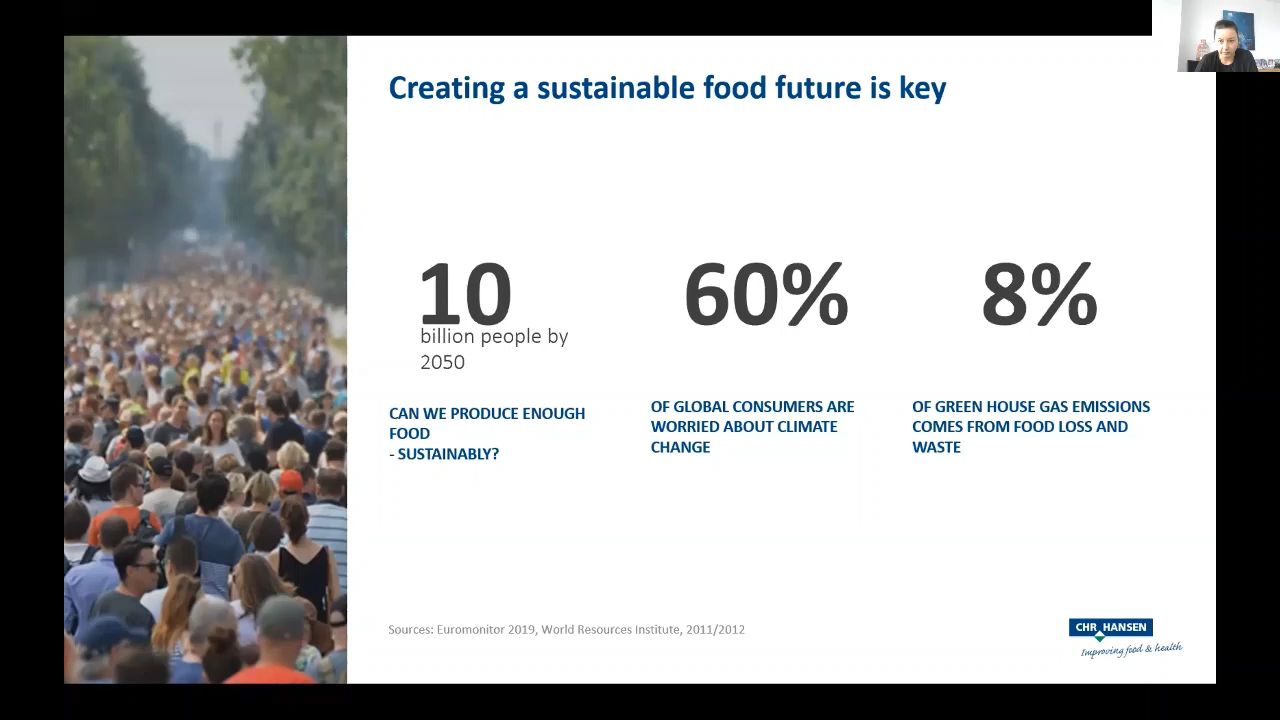 Creating a sustainable food future is key
10
billion people by
2050
CAN WE PRODUCE ENOUGH
FOOD
- SUSTAINABLY?
60%
OF GLOBAL CONSUMERS ARE
WORRIED ABOUT CLIMATE
CHANGE
8%
OF GREEN HOUSE GAS EMISSIONS
COMES FROM FOOD LOSS AND
WASTE
Sources: Euromonitor 2019, World Resources Institute, 2011/2012
CHR HANSEN
Improving food & health